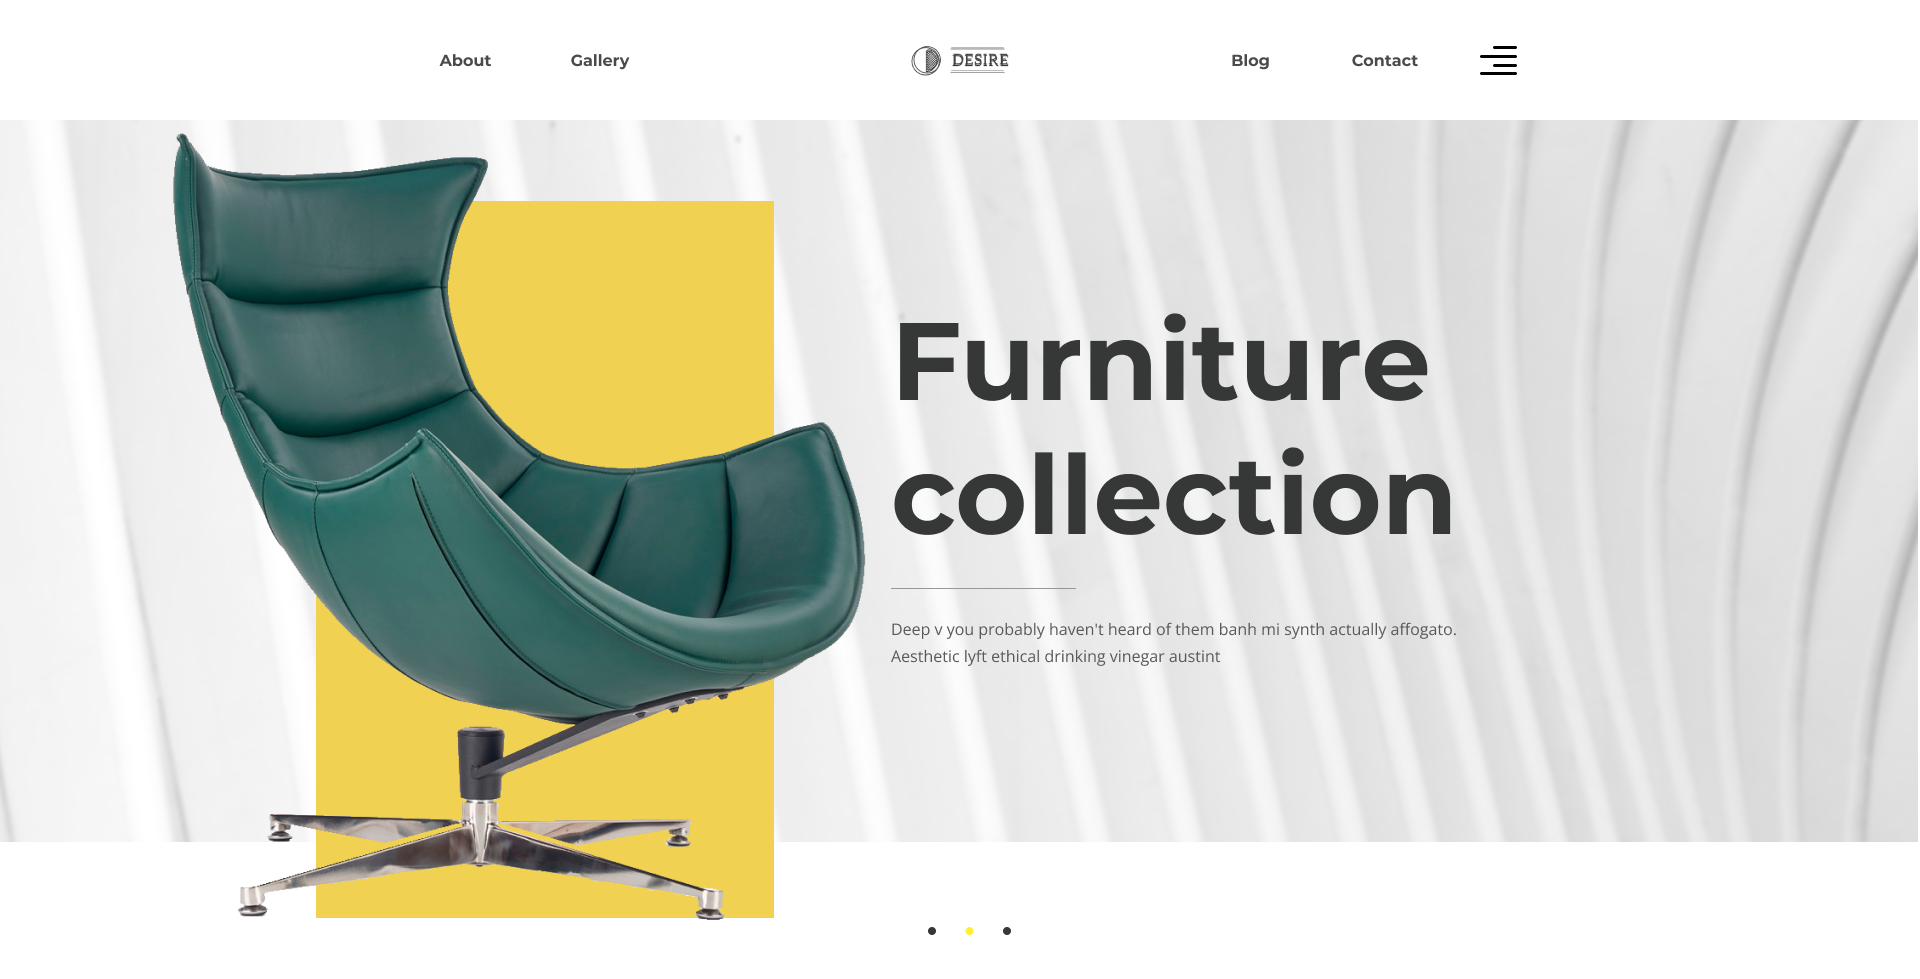 About
Gallery
DESIRE
Blog
Contact
Furniture
collection
Deep v you probably haven't heard of them banh mi synth actually affogato.
Aesthetic lyft ethical drinking vinegar austint